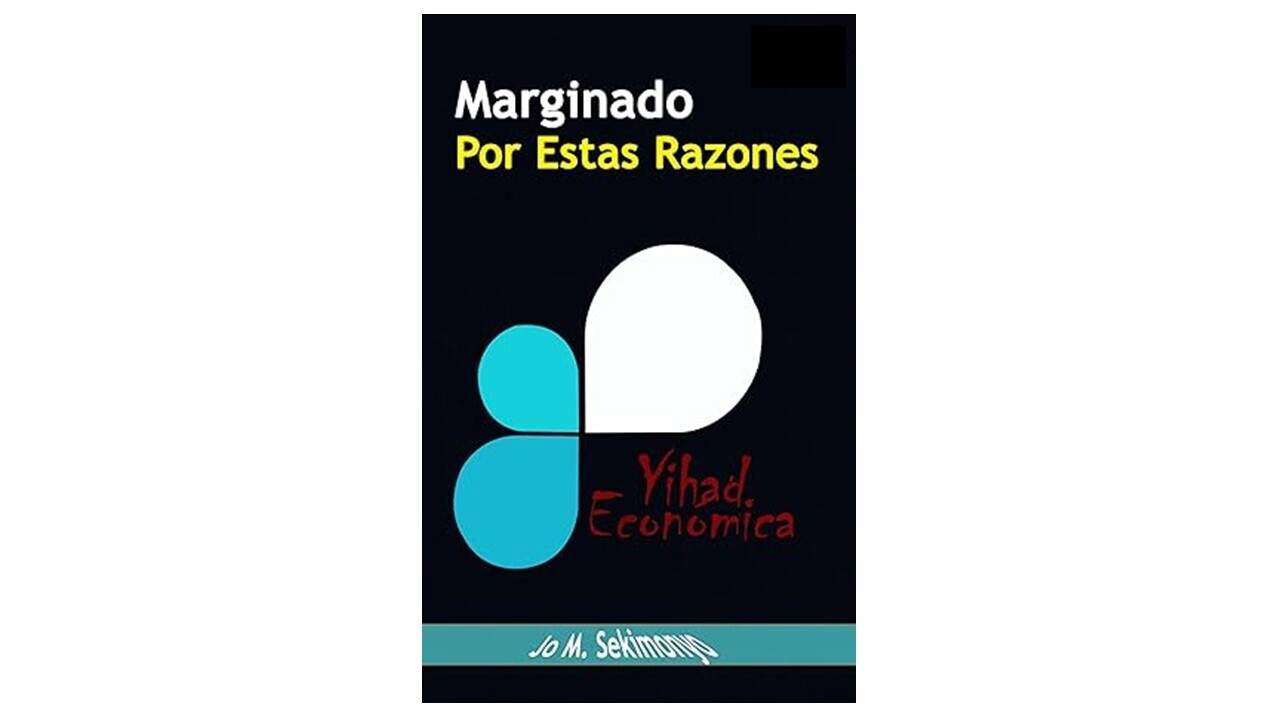 Marginado
Por Estas Razones
Yihad
Economica
Jo M. Sekimonyo